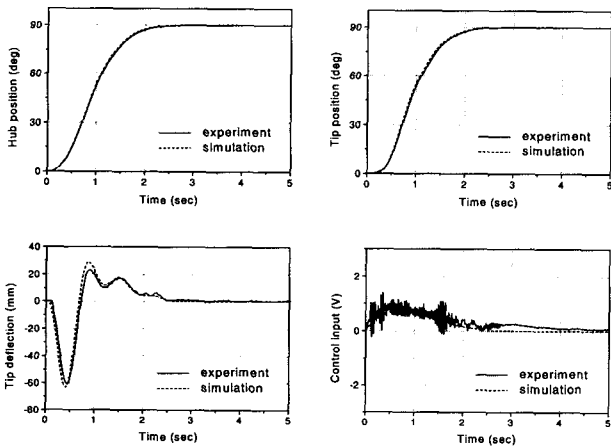 90
60
30
0
Hub position (deg)
experiment
simulation
0 1 2 3 4 5
Time (sec)
90
60
30
0
Tip position (deg)
experiment
simulation
0 1 2 3 4 5
Time (sec)
40
20
0
-20
-40
-60
-80
Tip deflection (mm)
experiment
simulation
0 1 2 3 4 5
Time (sec)
2
0
-2
Control Input (V)
experiment
simulation
0 1 2 3 4 5
Time (sec)